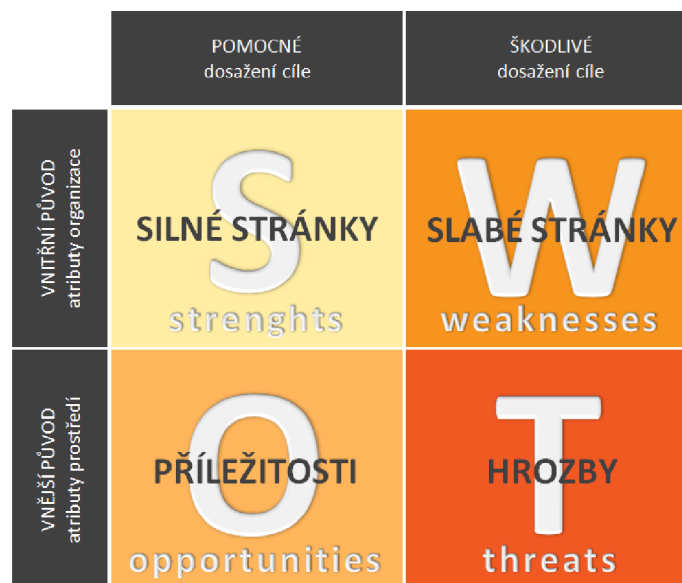 POMOCNÉ
dosažení cíle
ŠKODLIVÉ
dosažení cíle
VNITŘNÍ PŮVOD
atributy organizace
S
SILNÉ STRÁNKY
strenghts
W
SLABÉ STRÁNKY
weaknesses
VNĚJŠÍ PŮVOD
atributy prostředí
O
PŘÍLEŽITOSTI
opportunities
T
HROZBY
threats